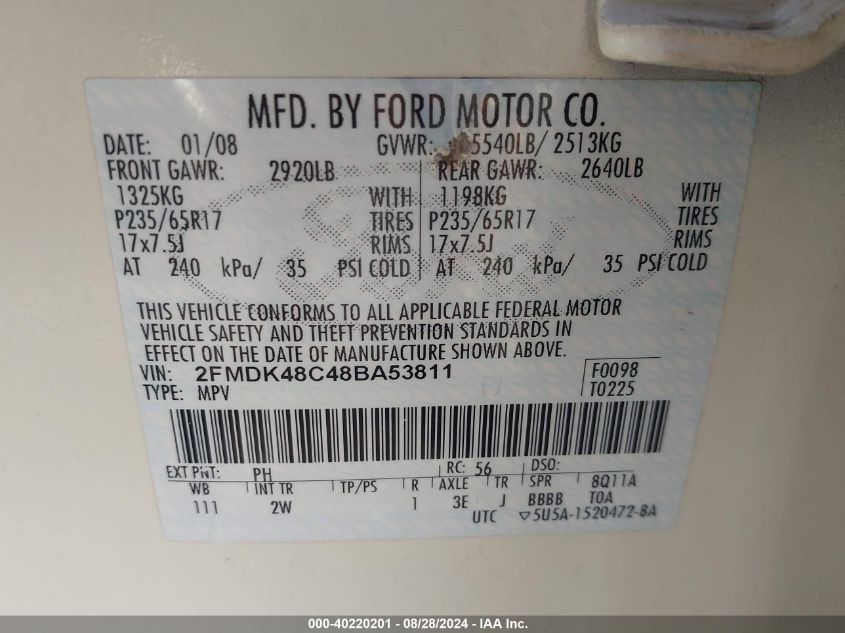 MFD. BY FORD MOTOR CO.
DATE: 01/08 GVWR: 5540LB/ 2513KG
FRONT GAWR: 2920LB REAR GAWR: 2640LB
1325KG WITH 1198KG WITH
P235/65R17 TIRES P235/65R17 TIRES
17x7.5J RIMS 17x7.5J RIMS
AT 240 kPa/ 35 PSI COLD AT 240 kPa/ 35 PSI COLD
THIS VEHICLE CONFORMS TO ALL APPLICABLE FEDERAL MOTOR
VEHICLE SAFETY AND THEFT PREVENTION STANDARDS IN
EFFECT ON THE DATE OF MANUFACTURE SHOWN ABOVE.
VIN: 2FMDK48C48BA53811 F0098
TYPE: MPV T0225
EXT PNT: PH RC: 56 DSO:
WB INT TR TP/PS R AXLE TR SPR 8Q11A
111 2W 1 3E J BBBB TOA
UTC ▽5U5A-1520472-BA
000-40220201 - 08/28/2024 - IAAI, Inc.